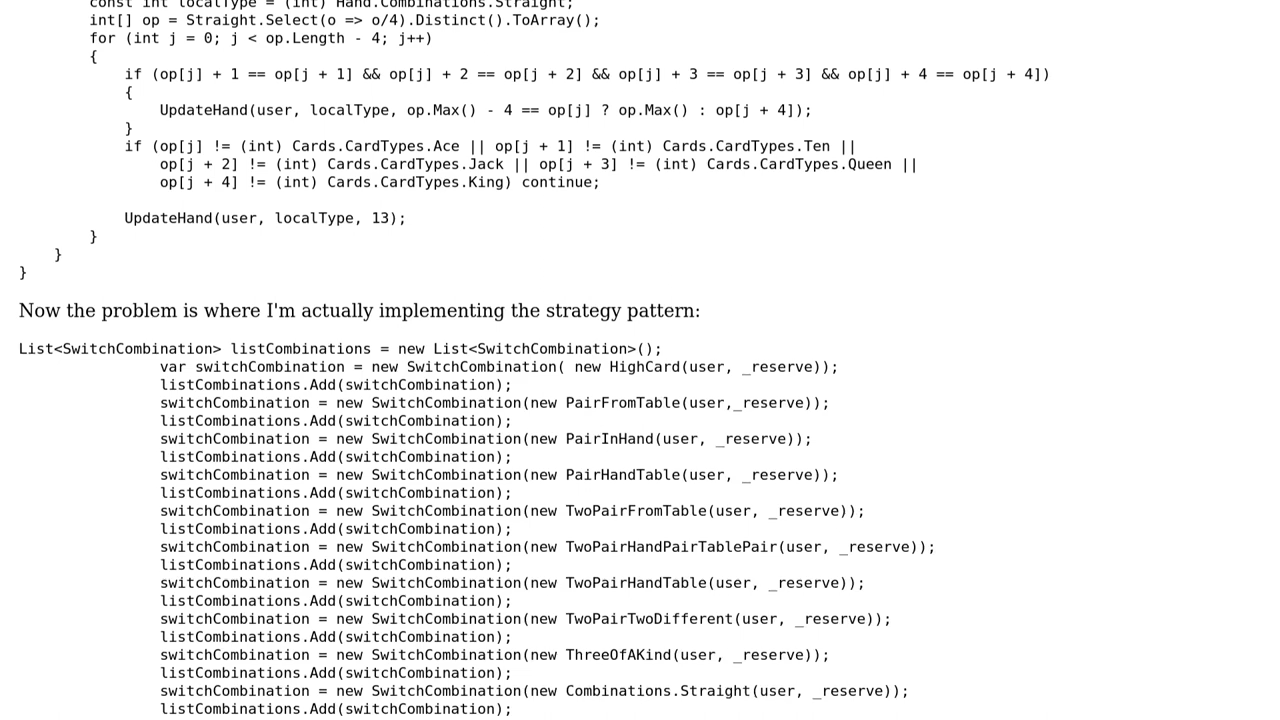 const int localType = (int) Hand.Combinations.Straight;
int[] op = Straight.Select(o => o/4).Distinct().ToArray();
for (int j = 0; j < op.Length - 4; j++)
{
if (op[j] + 1 == op[j + 1] && op[j] + 2 == op[j + 2] && op[j] + 3 == op[j + 3] && op[j] + 4 == op[j + 4])
{
UpdateHand(user, localType, op.Max() - 4 == op[j] ? op.Max() : op[j + 4]);
}
if (op[j] != (int) Cards.CardTypes.Ace || op[j + 1] != (int) Cards.CardTypes.Ten ||
op[j + 2] != (int) Cards.CardTypes.Jack || op[j + 3] != (int) Cards.CardTypes.Queen ||
op[j + 4] != (int) Cards.CardTypes.King) continue;
UpdateHand(user, localType, 13);
}
}
}
Now the problem is where I'm actually implementing the strategy pattern:
List<SwitchCombination> listCombinations = new List<SwitchCombination>();
var switchCombination = new SwitchCombination( new HighCard(user, _reserve));
listCombinations.Add(switchCombination);
switchCombination = new SwitchCombination(new PairFromTable(user,_reserve));
listCombinations.Add(switchCombination);
switchCombination = new SwitchCombination(new PairInHand(user, _reserve));
listCombinations.Add(switchCombination);
switchCombination = new SwitchCombination(new PairHandTable(user, _reserve));
listCombinations.Add(switchCombination);
switchCombination = new SwitchCombination(new TwoPairFromTable(user, _reserve));
listCombinations.Add(switchCombination);
switchCombination = new SwitchCombination(new TwoPairHandPairTablePair(user, _reserve));
listCombinations.Add(switchCombination);
switchCombination = new SwitchCombination(new TwoPairHandTable(user, _reserve));
listCombinations.Add(switchCombination);
switchCombination = new SwitchCombination(new TwoPairTwoDifferent(user, _reserve));
listCombinations.Add(switchCombination);
switchCombination = new SwitchCombination(new ThreeOfAKind(user, _reserve));
listCombinations.Add(switchCombination);
switchCombination = new SwitchCombination(new Combinations.Straight(user, _reserve));
listCombinations.Add(switchCombination);